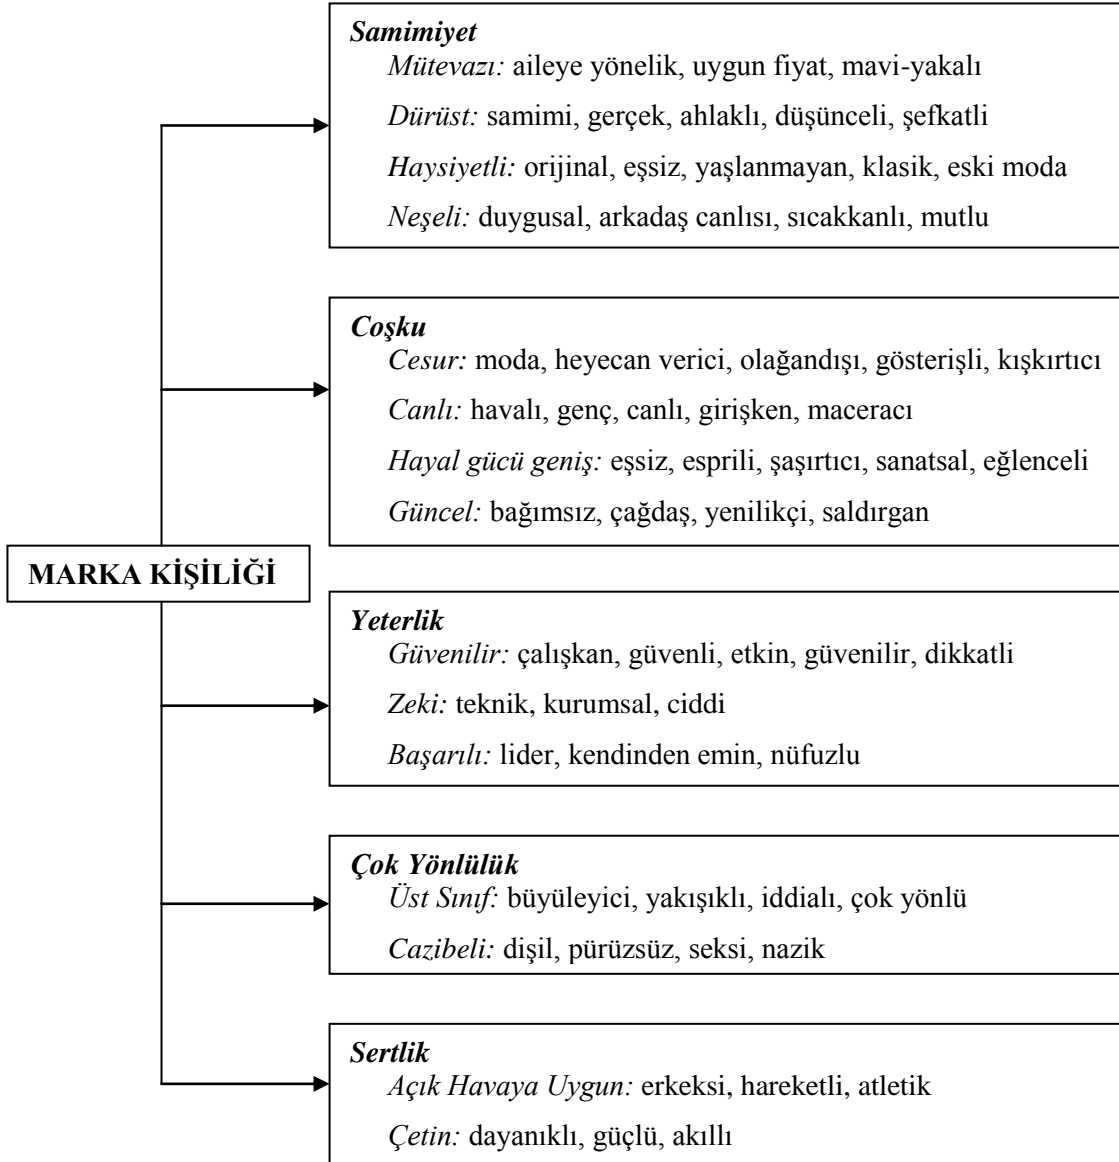 Samimiyet
Mütevazı: aileye yönelik, uygun fiyat, mavi-yakalı
Dürüst: samimi, gerçek, ahlaklı, düşünceli, şefkatli
Haysiyetli: orijinal, eşsiz, yaşlanmayan, klasik, eski moda
Neşeli: duygusal, arkadaş canlısı, sıcakkanlı, mutlu
Coşku
Cesur: moda, heyecan verici, olağandışı, gösterişli, kışkırtıcı
Canlı: havalı, genç, canlı, girişken, maceracı
Hayal gücü geniş: eşsiz, esprili, şaşırtıcı, sanatsal, eğlenceli
Güncel: bağımsız, çağdaş, yenilikçi, saldırgan
MARKA KİŞİLİĞİ
Yeterlik
Güvenilir: çalışkan, güvenli, etkin, güvenilir, dikkatli
Zeki: teknik, kurumsal, ciddi
Başarılı: lider, kendinden emin, nüfuzlu
Çok Yönlülük
Üst Sınıf: büyüleyici, yakışıklı, iddialı, çok yönlü
Cazibeli: dişil, pürüzsüz, seksi, nazik
Sertlik
Açık Havaya Uygun: erkeksi, hareketli, atletik
Çetin: dayanıklı, güçlü, akıllı